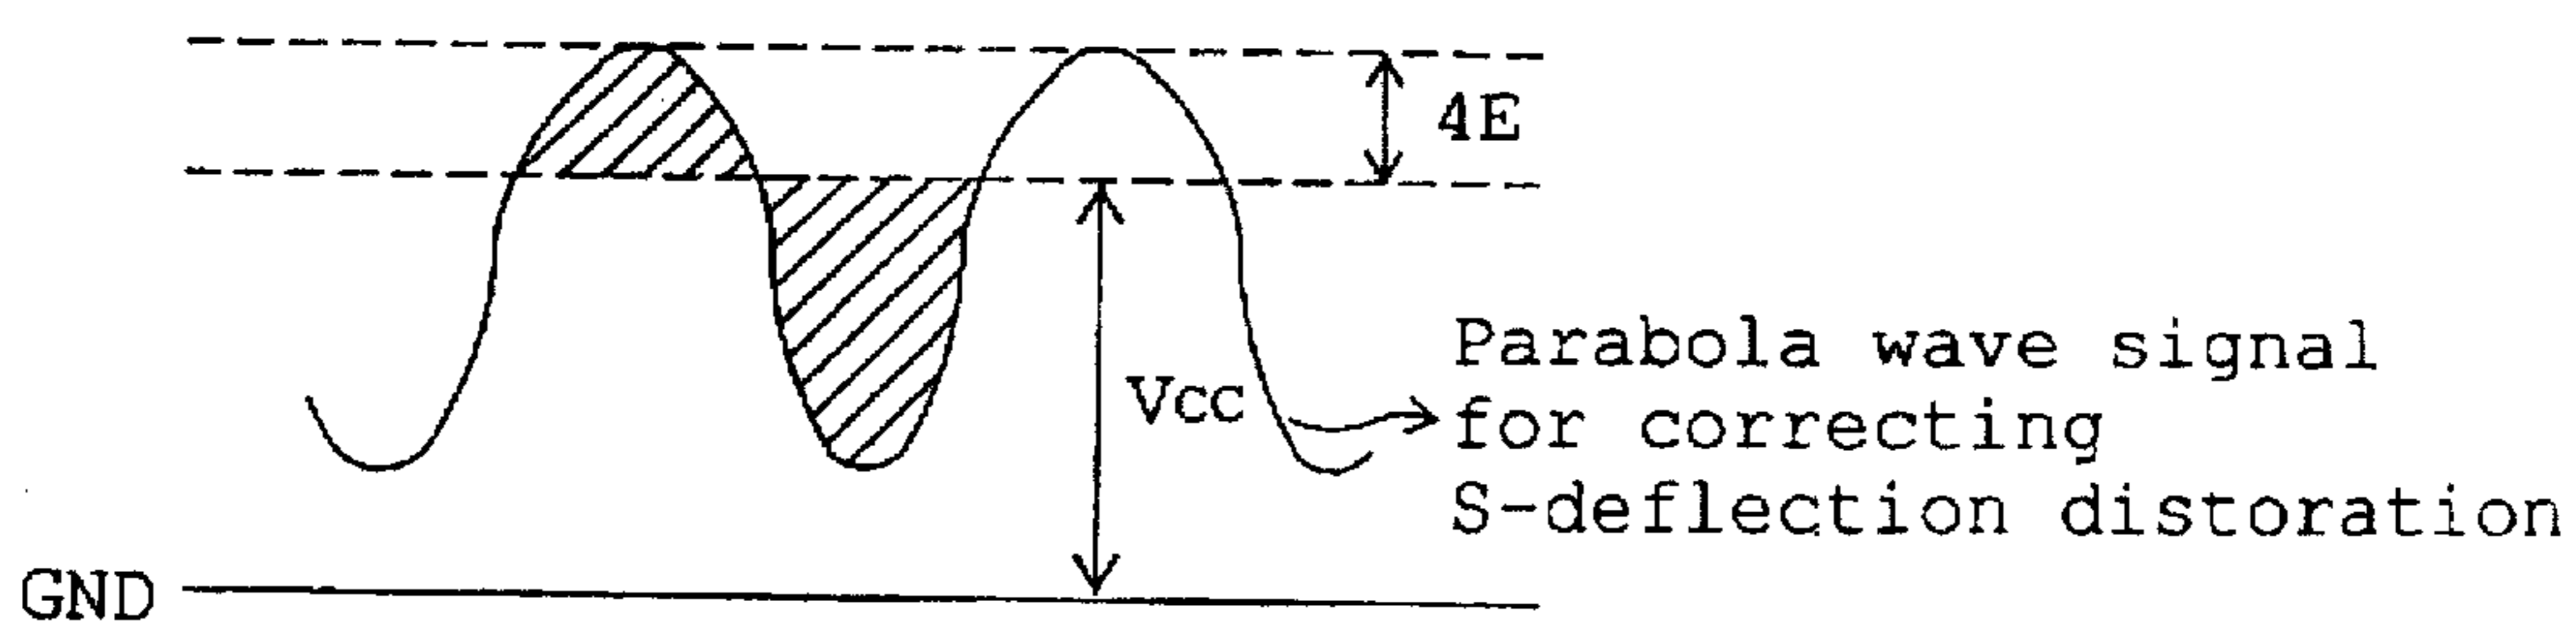 4E
Vcc
Parabola wave signal
for correcting
S-deflection distoration
GND